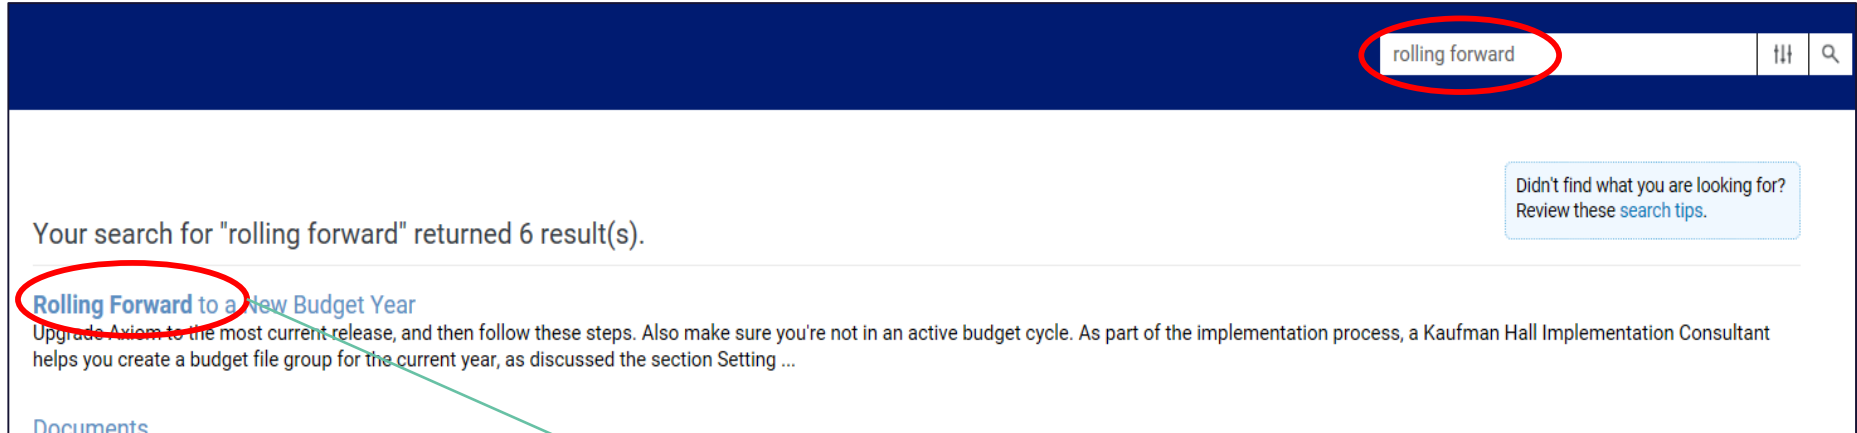 rolling forward
Didn't find what you are looking for?
Review these search tips.
Your search for "rolling forward" returned 6 result(s).
Rolling Forward to a New Budget Year
Upgrade Axiom to the most current release, and then follow these steps. Also make sure you're not in an active budget cycle. As part of the implementation process, a Kaufman Hall Implementation Consultant
helps you create a budget file group for the current year, as discussed the section Setting ...
Documents